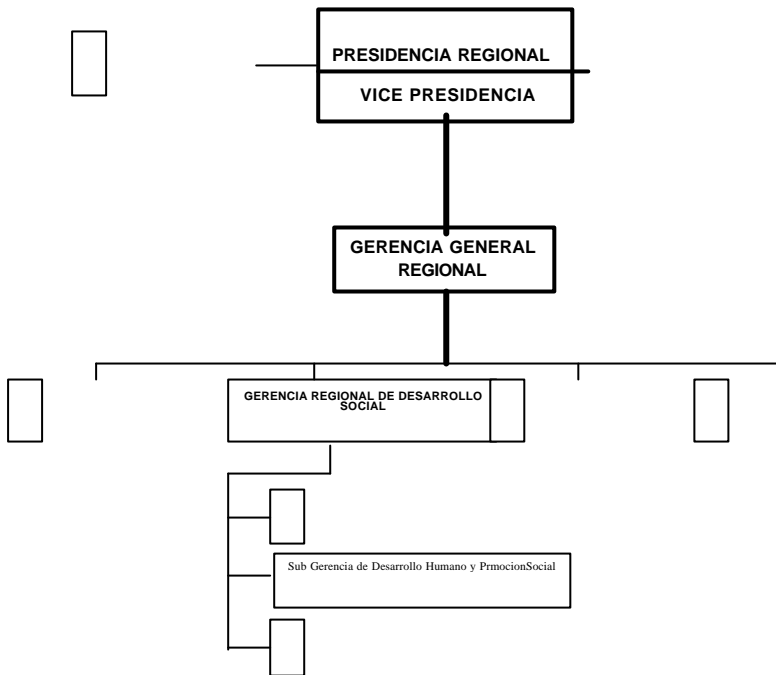 PRESIDENCIA REGIONAL
VICE PRESIDENCIA
GERENCIA GENERAL
REGIONAL
GERENCIA REGIONAL DE DESARROLLO
SOCIAL
Sub Gerencia de Desarrollo Humano y PrmocionSocial